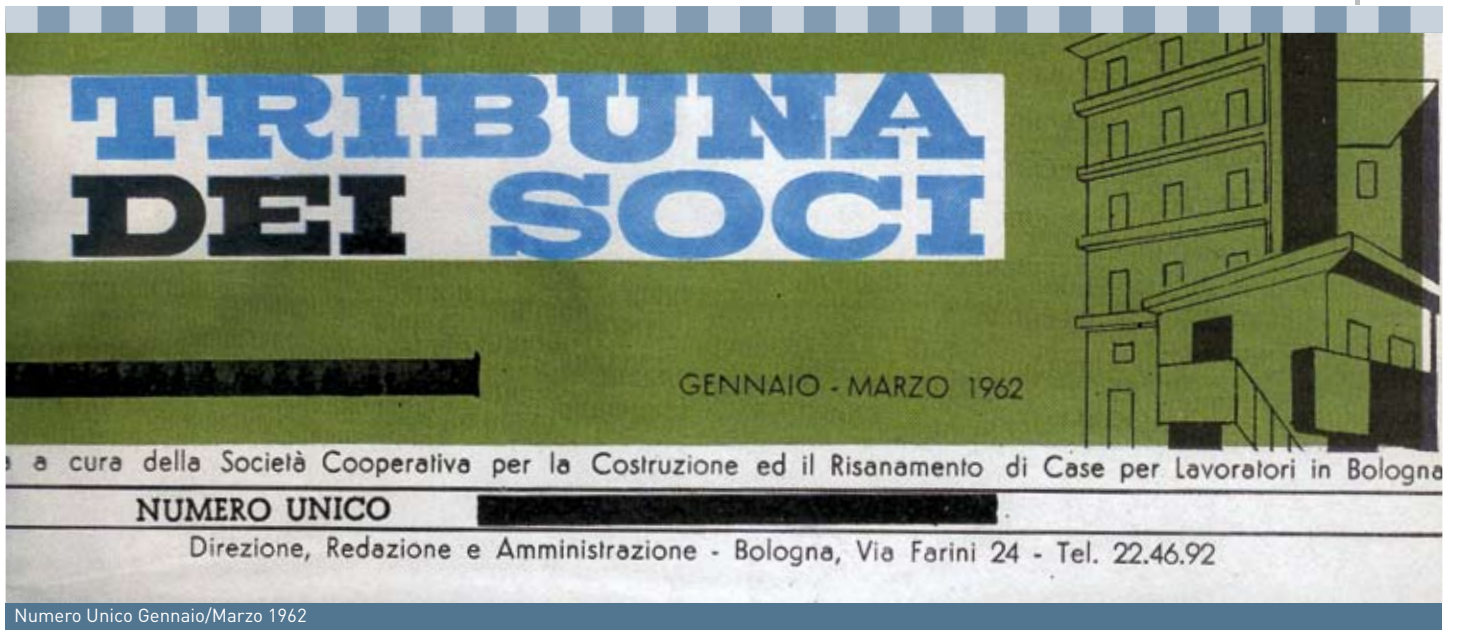 TRIBUNA
DEI SOCI
GENNAIO - MARZO 1962
a cura della Società Cooperativa per la Costruzione ed il Risanamento di Case per Lavoratori in Bologna
NUMERO UNICO
Direzione, Redazione e Amministrazione - Bologna, Via Farini 24 - Tel. 22.46.92
Numero Unico Gennaio/Marzo 1962